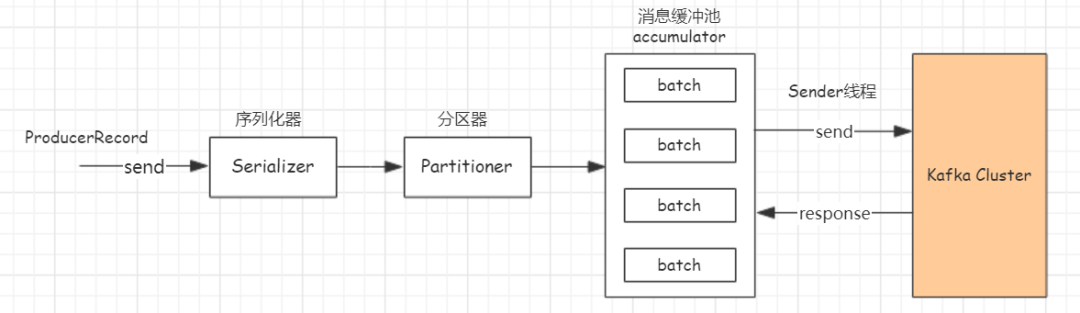 消息缓冲池
accumulator
序列化器
分区器
ProducerRecord
send
Serializer
Partitioner
batch
batch
batch
batch
Sender线程
send
response
Kafka Cluster